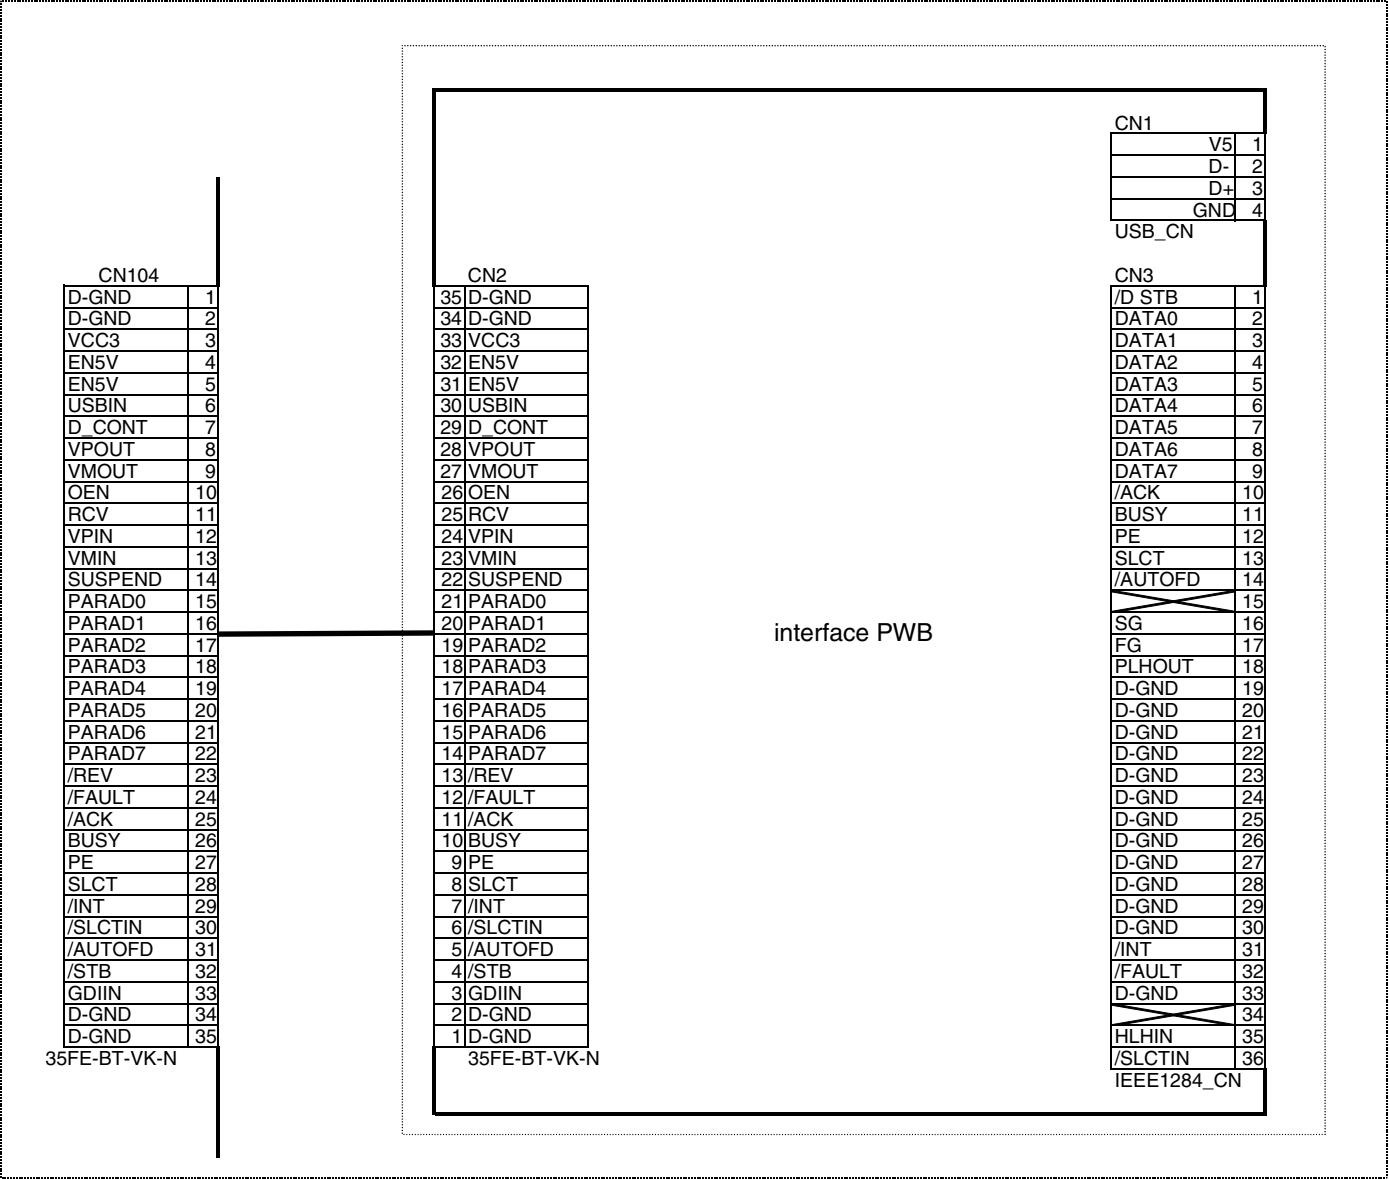 CN1
V5 1
D- 2
D+ 3
GND 4
USB_CN
CN104
D-GND 1
D-GND 2
VCC3 3
EN5V 4
EN5V 5
USBIN 6
D_CONT 7
VPOUT 8
VMOUT 9
OEN 10
RCV 11
VPIN 12
VMIN 13
SUSPEND 14
PARAD0 15
PARAD1 16
PARAD2 17
PARAD3 18
PARAD4 19
PARAD5 20
PARAD6 21
PARAD7 22
/REV 23
/FAULT 24
/ACK 25
BUSY 26
PE 27
SLCT 28
/INT 29
/SLCTIN 30
/AUTOFD 31
/STB 32
GDIIN 33
D-GND 34
D-GND 35
35FE-BT-VK-N
CN2
35 D-GND
34 D-GND
33 VCC3
32 EN5V
31 EN5V
30 USBIN
29 D_CONT
28 VPOUT
27 VMOUT
26 OEN
25 RCV
24 VPIN
23 VMIN
22 SUSPEND
21 PARAD0
20 PARAD1
19 PARAD2
18 PARAD3
17 PARAD4
16 PARAD5
15 PARAD6
14 PARAD7
13 /REV
12 /FAULT
11 /ACK
10 BUSY
9 PE
8 SLCT
7 /INT
6 /SLCTIN
5 /AUTOFD
4 /STB
3 GDIIN
2 D-GND
1 D-GND
35FE-BT-VK-N
interface PWB
CN3
/D STB 1
DATA0 2
DATA1 3
DATA2 4
DATA3 5
DATA4 6
DATA5 7
DATA6 8
DATA7 9
/ACK 10
BUSY 11
PE 12
SLCT 13
/AUTOFD 14
15
SG 16
FG 17
PLHOUT 18
D-GND 19
D-GND 20
D-GND 21
D-GND 22
D-GND 23
D-GND 24
D-GND 25
D-GND 26
D-GND 27
D-GND 28
D-GND 29
D-GND 30
/INT 31
/FAULT 32
D-GND 33
34
HLHIN 35
/SLCTIN 36
IEEE1284_CN